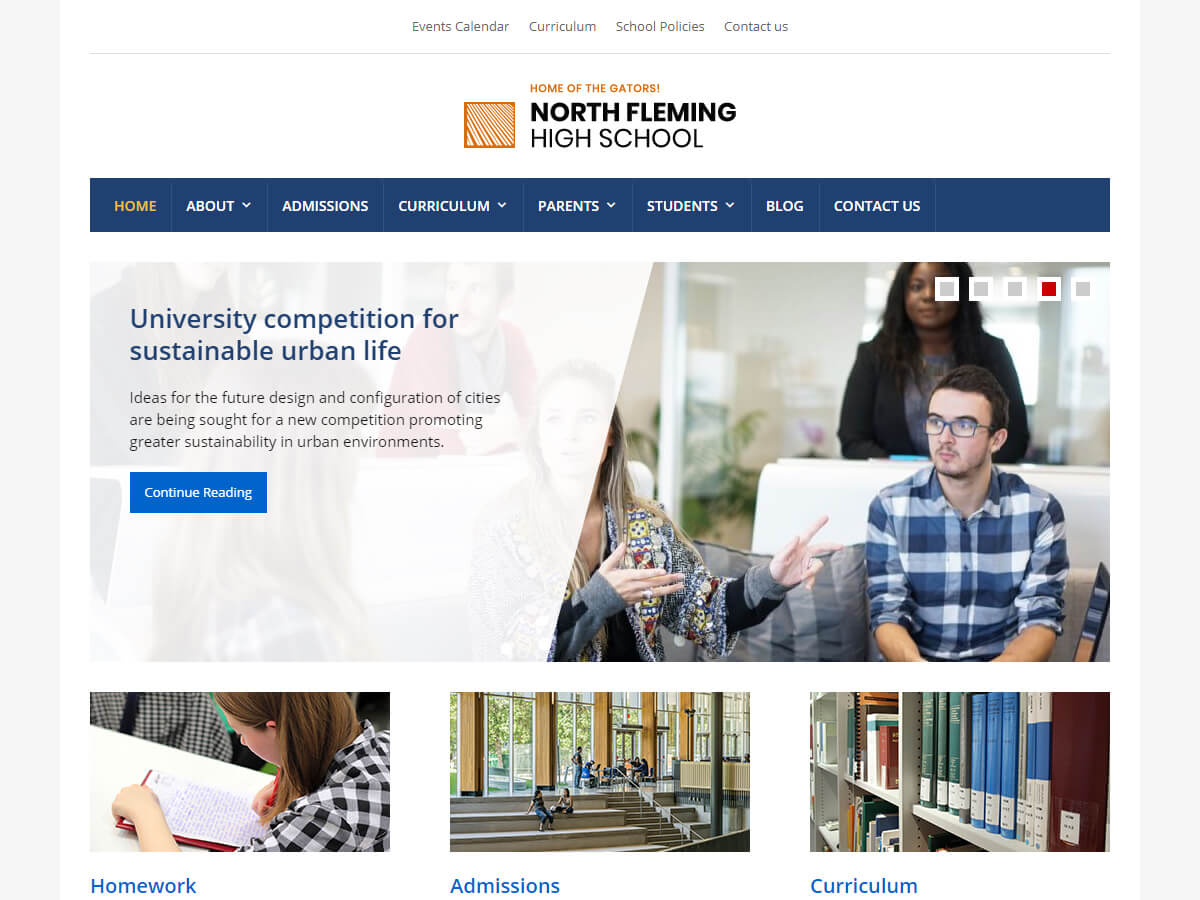 Events Calendar Curriculum School Policies Contact us
HOME OF THE GATORS!
NORTH FLEMING
HIGH SCHOOL
HOME ABOUT ADMISSIONS CURRICULUM PARENTS STUDENTS BLOG CONTACT US
University competition for
sustainable urban life
Ideas for the future design and configuration of cities
are being sought for a new competition promoting
greater sustainability in urban environments.
Continue Reading
Homework Admissions Curriculum